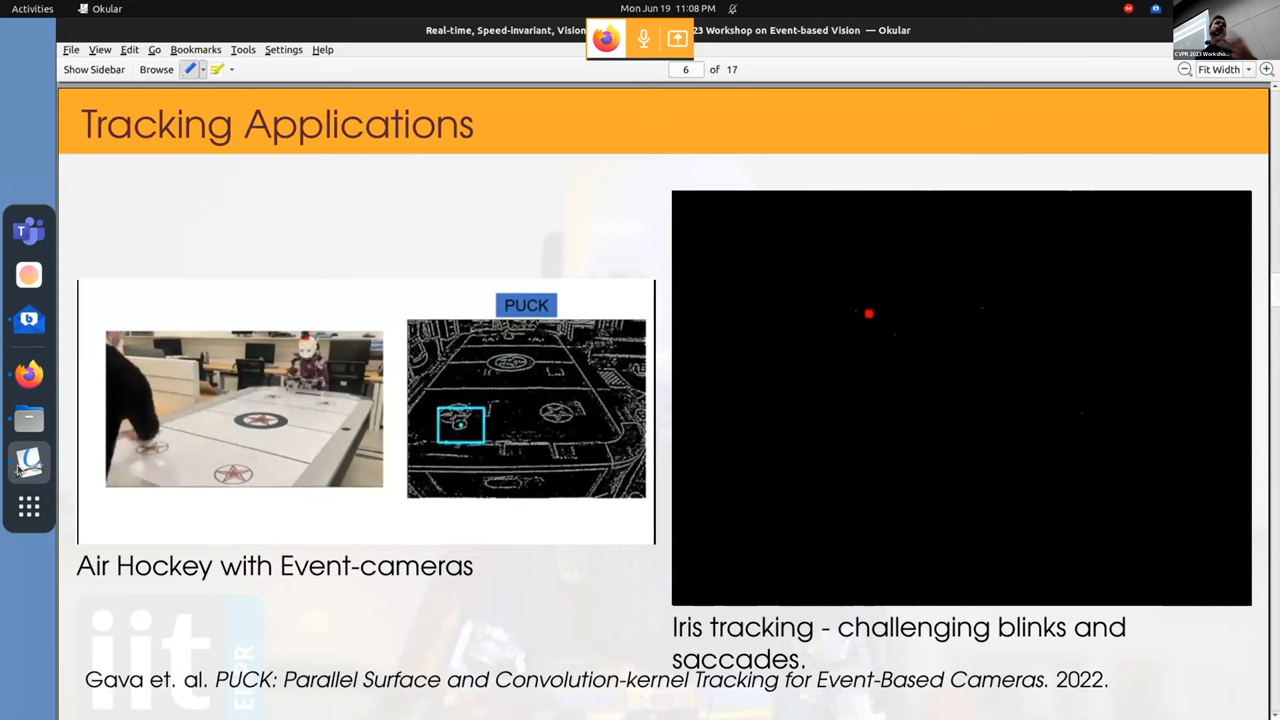 Activities
Okular
Mon Jun 19 11:08 PM
Real-time, Speed-invariant, Vision
23 Workshop on Event-based Vision — Okular
CVPR 2023 Worksho...
File View Edit Go Bookmarks Tools Settings Help
Show Sidebar Browse
6 of 17
Fit Width
Tracking Applications
PUCK
Air Hockey with Event-cameras
Iris tracking - challenging blinks and
saccades.
iit
Gava et. al. PUCK: Parallel Surface and Convolution-kernel Tracking for Event-Based Cameras. 2022.